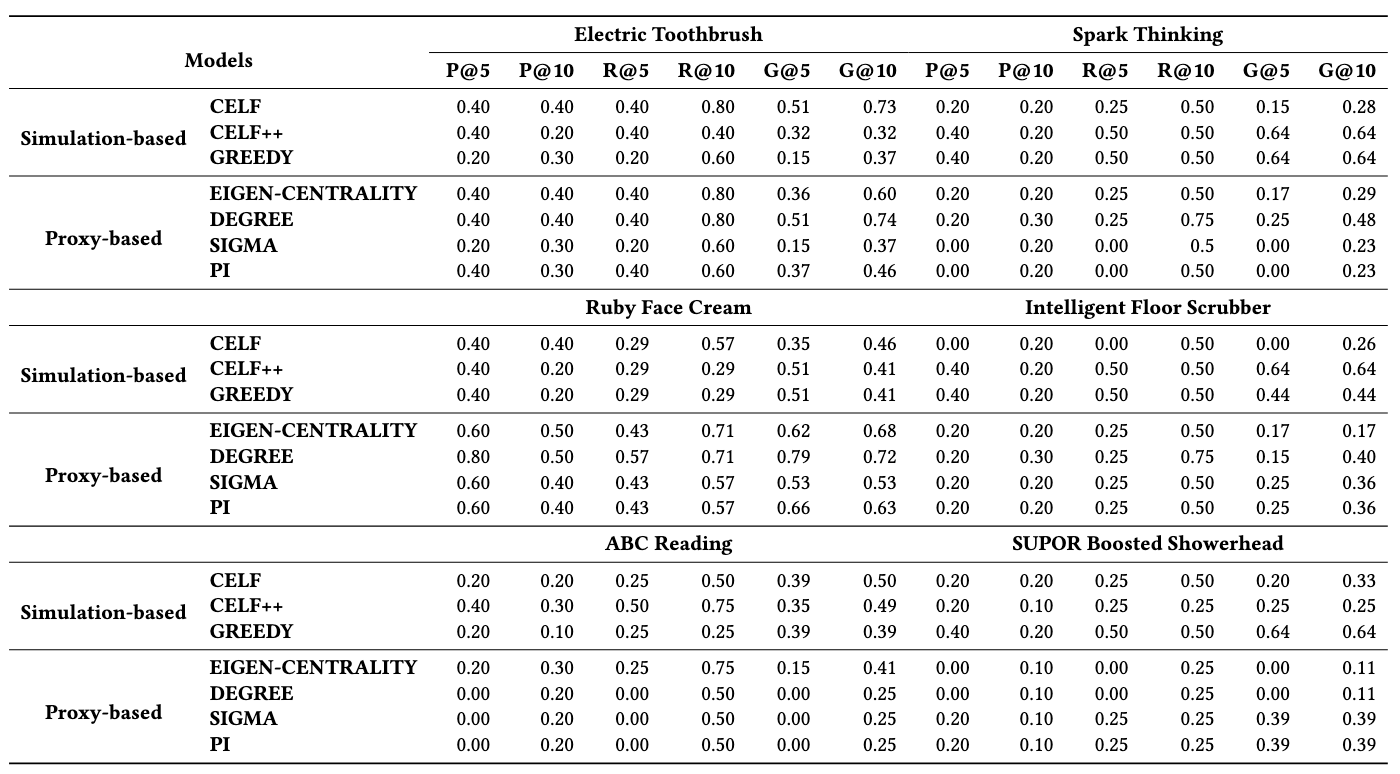 Electric Toothbrush Spark Thinking
Models
P@5 P@10 R@5 R@10 G@5 G@10 P@5 P@10 R@5 R@10 G@5 G@10
CELF 0.40 0.40 0.40 0.80 0.51 0.73 0.20 0.20 0.25 0.50 0.15 0.28
Simulation-based CELF++ 0.40 0.20 0.40 0.40 0.32 0.32 0.40 0.20 0.50 0.50 0.64 0.64
GREEDY 0.20 0.30 0.20 0.60 0.15 0.37 0.40 0.20 0.50 0.50 0.64 0.64
EIGEN-CENTRALITY 0.40 0.40 0.40 0.80 0.36 0.60 0.20 0.20 0.25 0.50 0.17 0.29
DEGREE 0.40 0.40 0.40 0.80 0.51 0.74 0.20 0.30 0.25 0.75 0.25 0.48
Proxy-based
SIGMA 0.20 0.30 0.20 0.60 0.15 0.37 0.00 0.20 0.00 0.5 0.00 0.23
PI 0.40 0.30 0.40 0.60 0.37 0.46 0.00 0.20 0.00 0.50 0.00 0.23
Ruby Face Cream Intelligent Floor Scrubber
CELF 0.40 0.40 0.29 0.57 0.35 0.46 0.00 0.20 0.00 0.50 0.00 0.26
Simulation-based CELF++ 0.40 0.20 0.29 0.29 0.51 0.41 0.40 0.20 0.50 0.50 0.64 0.64
GREEDY 0.40 0.20 0.29 0.29 0.51 0.41 0.40 0.20 0.50 0.50 0.44 0.44
EIGEN-CENTRALITY 0.60 0.50 0.43 0.71 0.62 0.68 0.20 0.20 0.25 0.50 0.17 0.17
DEGREE 0.80 0.50 0.57 0.71 0.79 0.72 0.20 0.30 0.25 0.75 0.15 0.40
Proxy-based
SIGMA 0.60 0.40 0.43 0.57 0.53 0.53 0.20 0.20 0.25 0.50 0.25 0.36
PI 0.60 0.40 0.43 0.57 0.66 0.63 0.20 0.20 0.25 0.50 0.25 0.36
ABC Reading SUPOR Boosted Showerhead
CELF 0.20 0.20 0.25 0.50 0.39 0.50 0.20 0.20 0.25 0.50 0.20 0.33
Simulation-based CELF++ 0.40 0.30 0.50 0.75 0.35 0.49 0.20 0.10 0.25 0.25 0.25 0.25
GREEDY 0.20 0.10 0.25 0.25 0.39 0.39 0.40 0.20 0.50 0.50 0.64 0.64
EIGEN-CENTRALITY 0.20 0.30 0.25 0.75 0.15 0.41 0.00 0.10 0.00 0.25 0.00 0.11
DEGREE 0.00 0.20 0.00 0.50 0.00 0.25 0.00 0.10 0.00 0.25 0.00 0.11
Proxy-based
SIGMA 0.00 0.20 0.00 0.50 0.00 0.25 0.20 0.10 0.25 0.25 0.39 0.39
PI 0.00 0.20 0.00 0.50 0.00 0.25 0.20 0.10 0.25 0.25 0.39 0.39